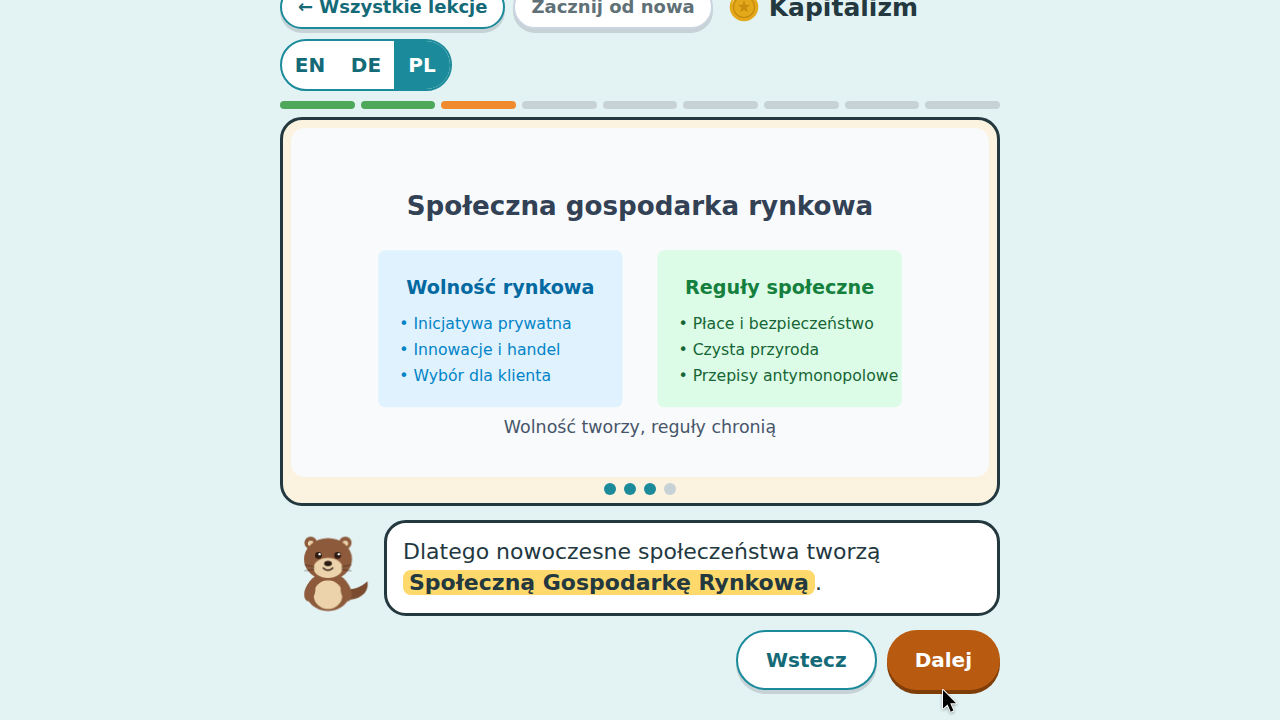 ← Wszystkie lekcje
Zacznij od nowa
Kapitalizm
EN DE PL
Społeczna gospodarka rynkowa
Wolność rynkowa
• Inicjatywa prywatna
• Innowacje i handel
• Wybór dla klienta
Reguły społeczne
• Płace i bezpieczeństwo
• Czysta przyroda
• Przepisy antymonopolowe
Wolność tworzy, reguły chronią
Dlatego nowoczesne społeczeństwa tworzą
Społeczną Gospodarkę Rynkową.
Wstecz
Dalej